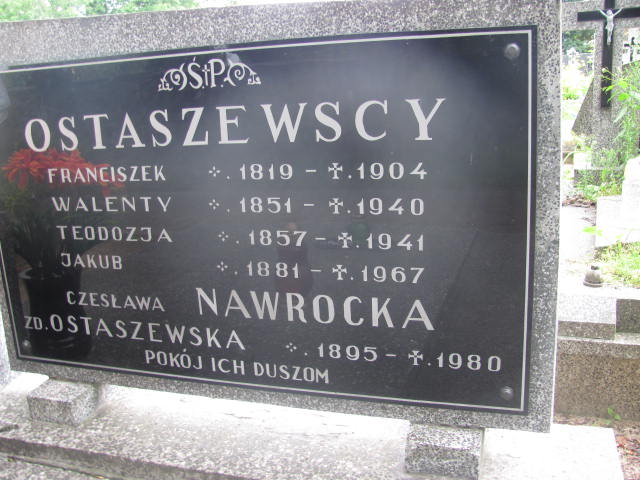 Ś.†P.
OSTASZEWSCY
FRANCISZEK ⁘. 1819 - ✠. 1904
WALENTY ⁘. 1851 - ✠. 1940
TEODOZJA ⁘. 1857 - ✠. 1941
JAKUB ⁘. 1881 - ✠. 1967
CZESŁAWA NAWROCKA
ZD. OSTASZEWSKA ⁘. 1895 - ✠. 1980
POKÓJ ICH DUSZOM